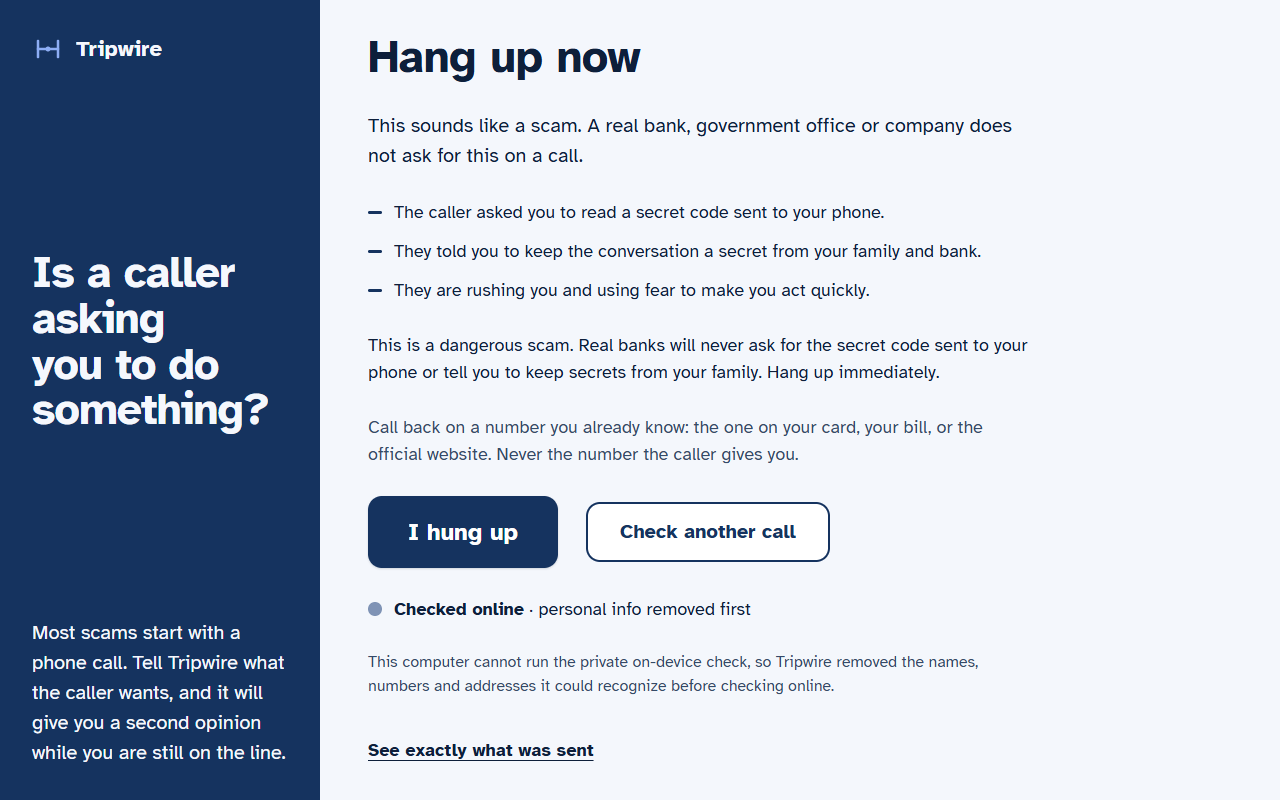 Tripwire
Is a caller
asking
you to do
something?
Most scams start with a
phone call. Tell Tripwire what
the caller wants, and it will
give you a second opinion
while you are still on the line.
Hang up now
This sounds like a scam. A real bank, government office or company does
not ask for this on a call.
The caller asked you to read a secret code sent to your phone.
They told you to keep the conversation a secret from your family and bank.
They are rushing you and using fear to make you act quickly.
This is a dangerous scam. Real banks will never ask for the secret code sent to your
phone or tell you to keep secrets from your family. Hang up immediately.
Call back on a number you already know: the one on your card, your bill, or the
official website. Never the number the caller gives you.
I hung up
Check another call
Checked online · personal info removed first
This computer cannot run the private on-device check, so Tripwire removed the names,
numbers and addresses it could recognize before checking online.
See exactly what was sent